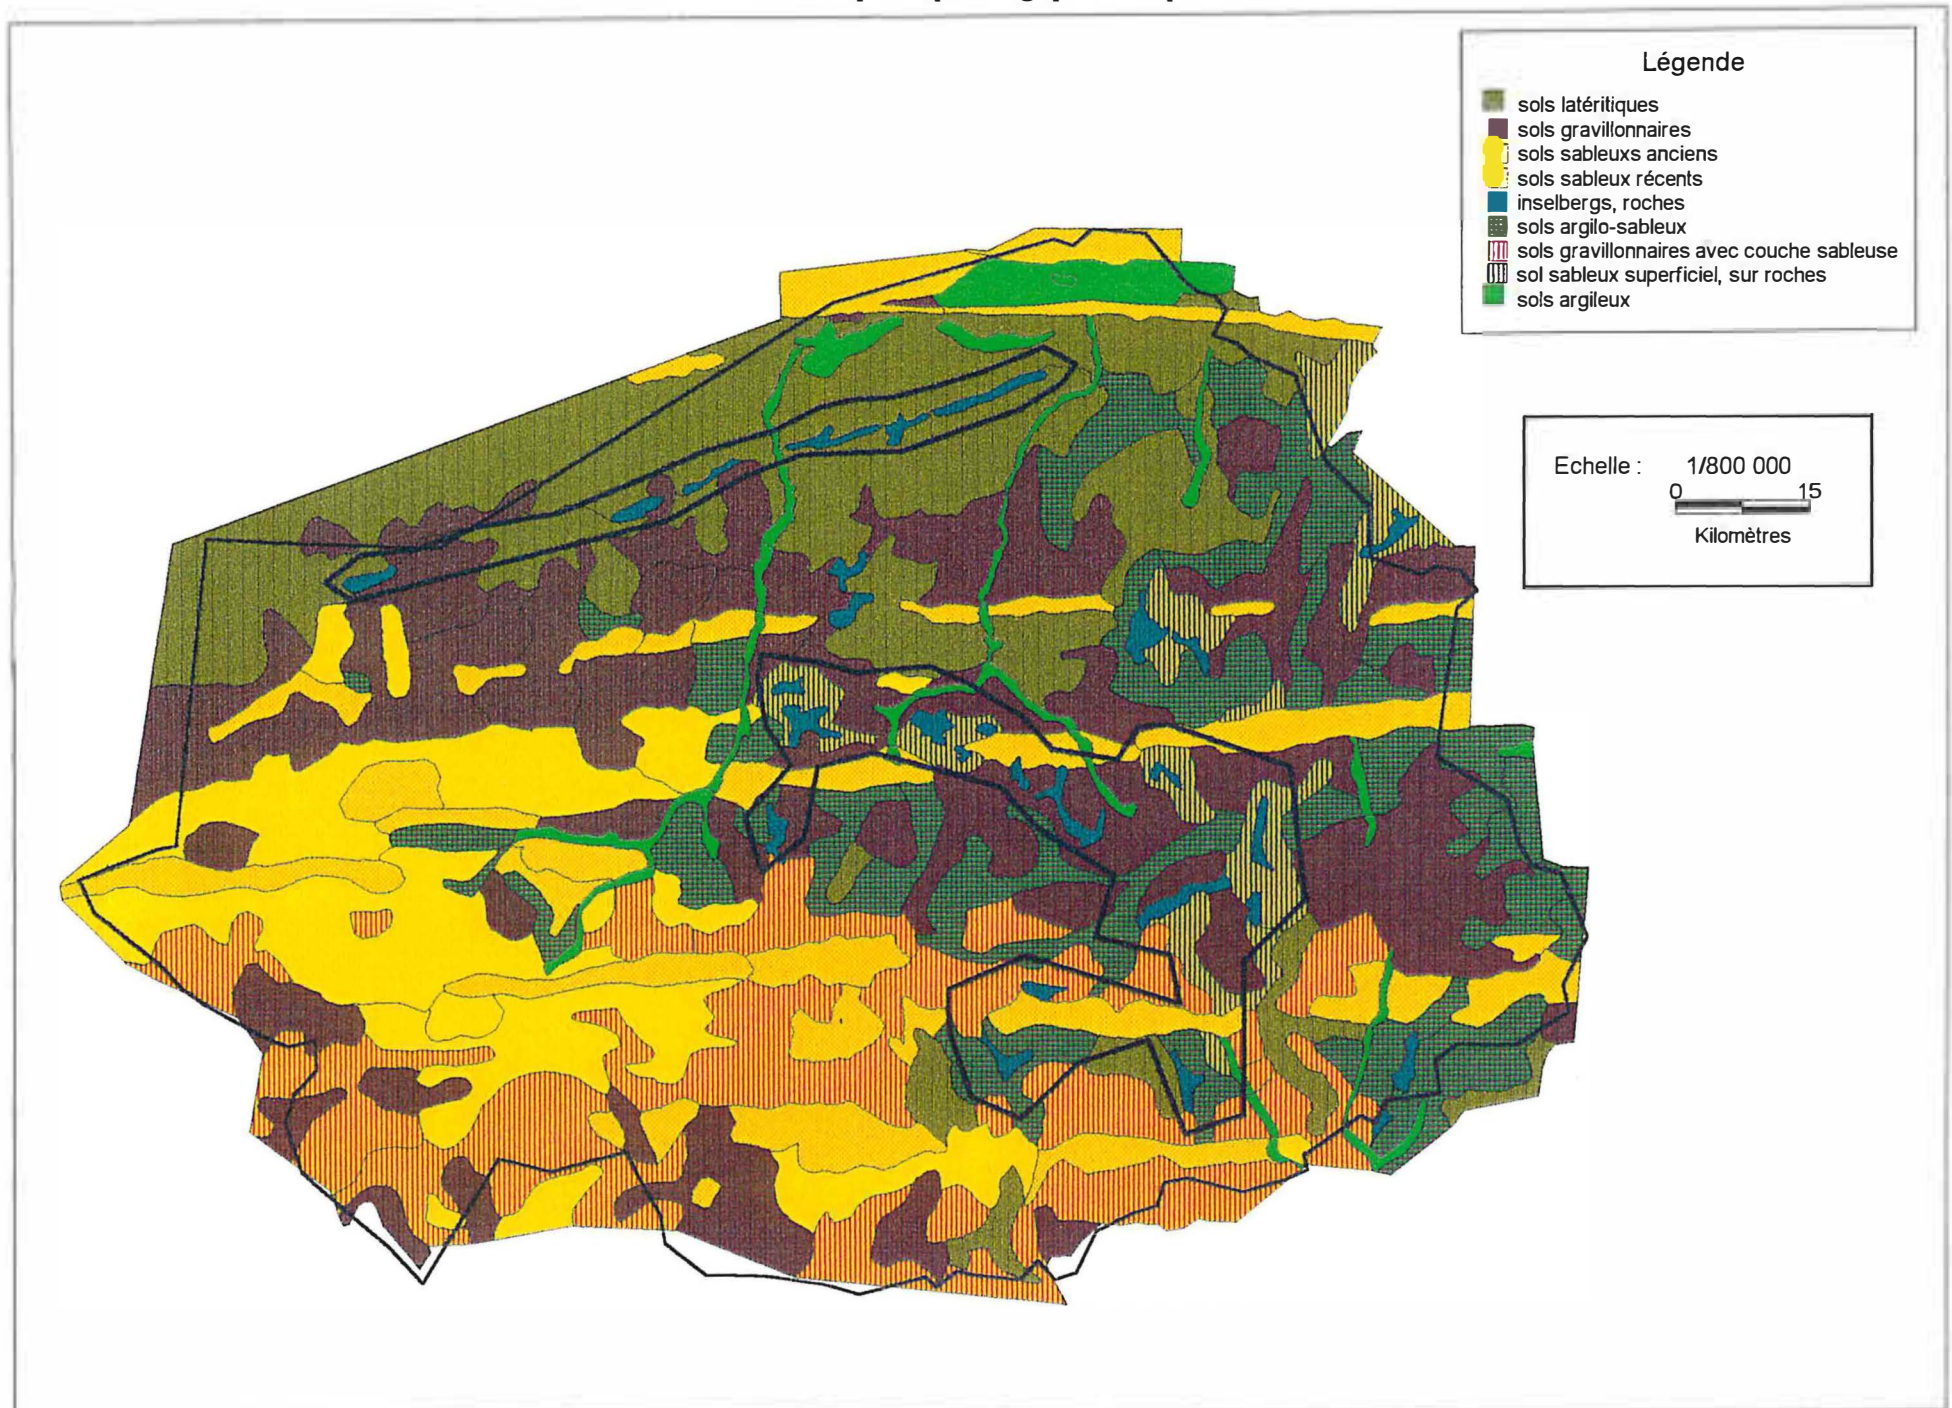 Légende
sols latéritiques
sols gravillonnaires
sols sableuxs anciens
sols sableux récents
inselbergs, roches
sols argilo-sableux
sols gravillonnaires avec couche sableuse
sol sableux superficiel, sur roches
sols argileux
Echelle : 1/800 000
0 15
Kilomètres